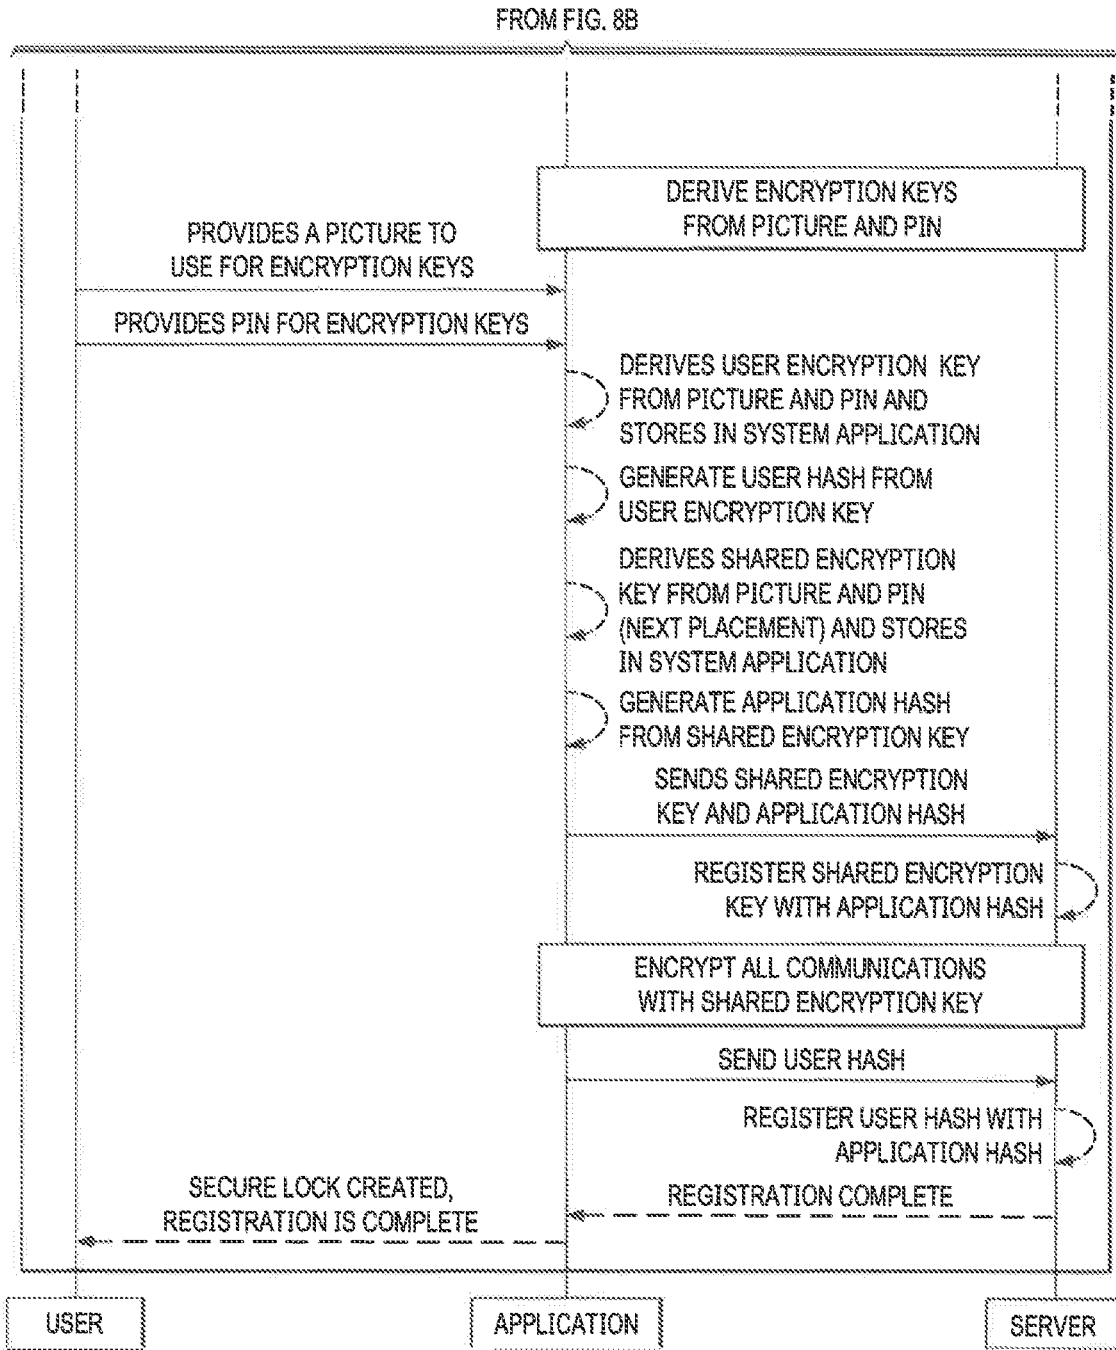 FROM FIG. 8B
DERIVE ENCRYPTION KEYS
FROM PICTURE AND PIN
PROVIDES A PICTURE TO
USE FOR ENCRYPTION KEYS
PROVIDES PIN FOR ENCRYPTION KEYS
DERIVES USER ENCRYPTION KEY
FROM PICTURE AND PIN AND
STORES IN SYSTEM APPLICATION
GENERATE USER HASH FROM
USER ENCRYPTION KEY
DERIVES SHARED ENCRYPTION
KEY FROM PICTURE AND PIN
(NEXT PLACEMENT) AND STORES
IN SYSTEM APPLICATION
GENERATE APPLICATION HASH
FROM SHARED ENCRYPTION KEY
SENDS SHARED ENCRYPTION
KEY AND APPLICATION HASH
REGISTER SHARED ENCRYPTION
KEY WITH APPLICATION HASH
ENCRYPT ALL COMMUNICATIONS
WITH SHARED ENCRYPTION KEY
SEND USER HASH
REGISTER USER HASH WITH
APPLICATION HASH
REGISTRATION COMPLETE
SECURE LOCK CREATED,
REGISTRATION IS COMPLETE
USER
APPLICATION
SERVER